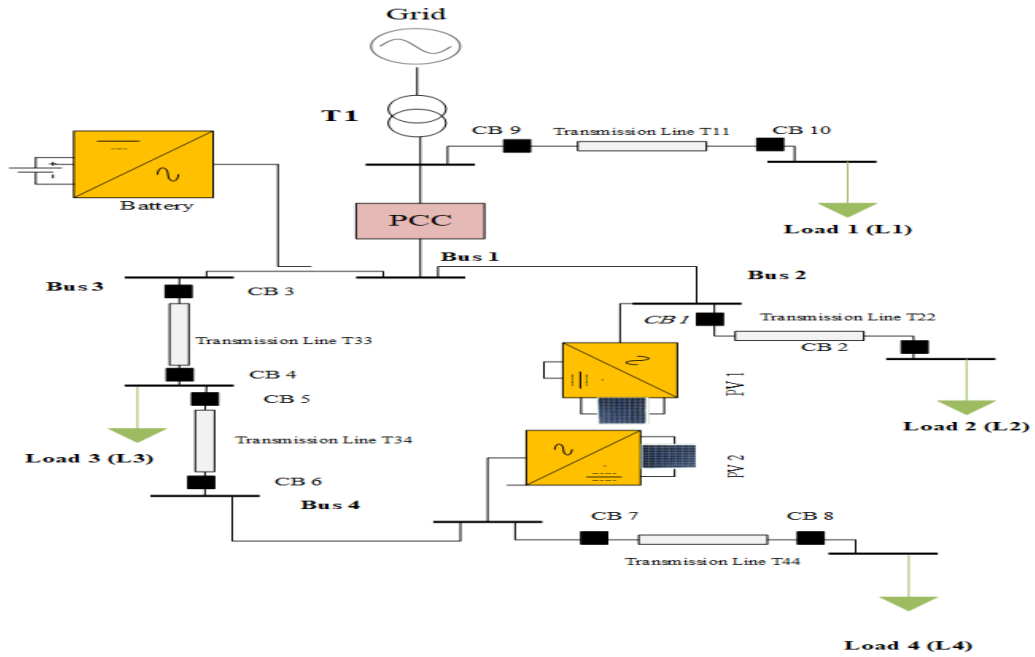 Grid
T1
CB 9
Transmission Line T11
CB 10
Battery
PCC
Load 1 (L1)
Bus 1
Bus 2
Bus 3
CB 3
CB 1
Transmission Line T22
Transmission Line T33
CB 2
CB 4
PV 1
CB 5
Load 2 (L2)
Transmission Line T34
Load 3 (L3)
PV 2
CB 6
Bus 4
CB 7
CB 8
Transmission Line T44
Load 4 (L4)